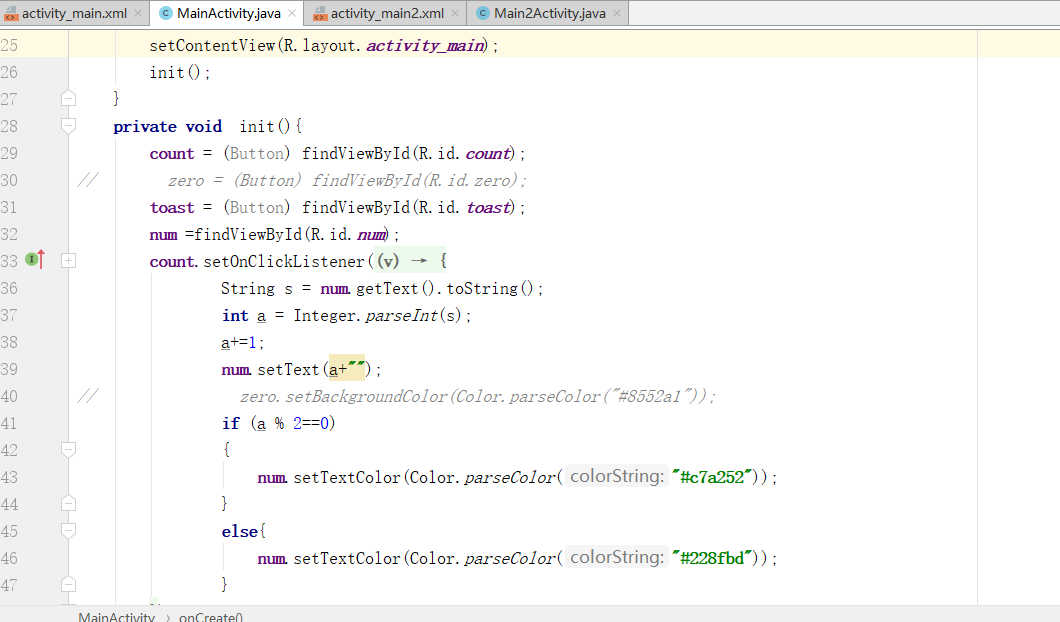 activity_main.xml × MainActivity.java × activity_main2.xml × Main2Activity.java ×
25 setContentView(R.layout.activity_main);
26 init();
27 }
28 private void init(){
29 count = (Button) findViewById(R.id.count);
30 // zero = (Button) findViewById(R.id.zero);
31 toast = (Button) findViewById(R.id.toast);
32 num =findViewById(R.id.num);
33 count.setOnClickListener((v) → {
36 String s = num.getText().toString();
37 int a = Integer.parseInt(s);
38 a+=1;
39 num.setText(a+"");
40 // zero.setBackgroundColor(Color.parseColor("#8552a1"));
41 if (a % 2==0)
42 {
43 num.setTextColor(Color.parseColor( colorString: "#c7a252"));
44 }
45 else{
46 num.setTextColor(Color.parseColor( colorString: "#228fbd"));
47 }
MainActivity › onCreate()